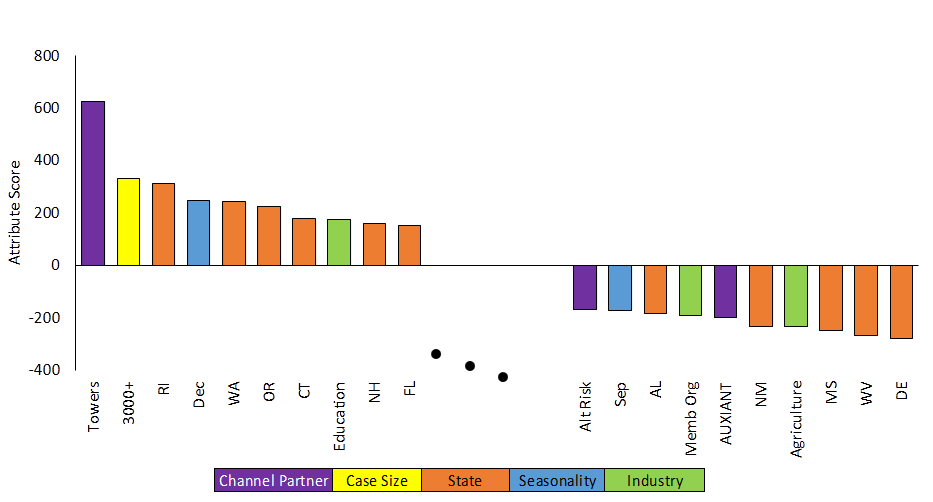 800
600
400
200
0
-200
-400
Attribute Score
Towers
3000+
RI
Dec
WA
OR
CT
Education
NH
FL
Alt Risk
Sep
AL
Memb Org
AUXIANT
NM
Agriculture
MS
WV
DE
Channel Partner Case Size State Seasonality Industry